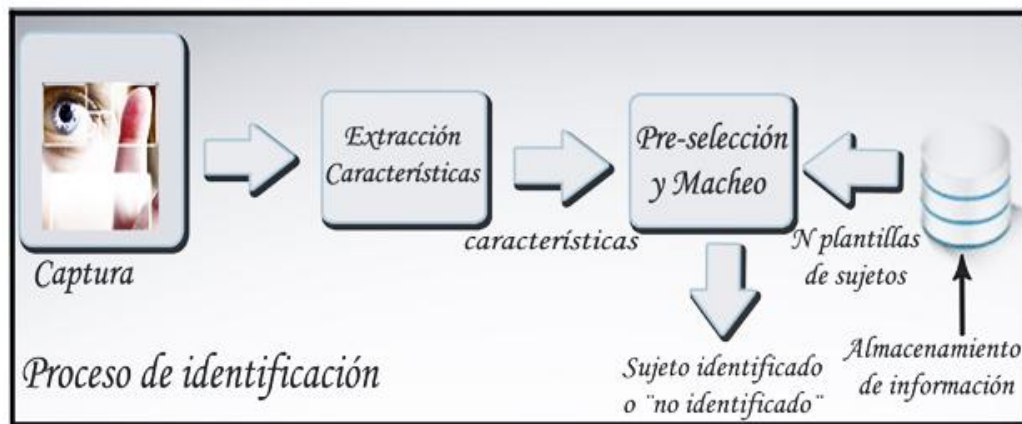 Captura
Extracción
Características
características
Pre-selección
y Macheo
N plantillas
de sujetos
Sujeto identificado
o ¨no identificado¨
Almacenamiento
de información
Proceso de identificación